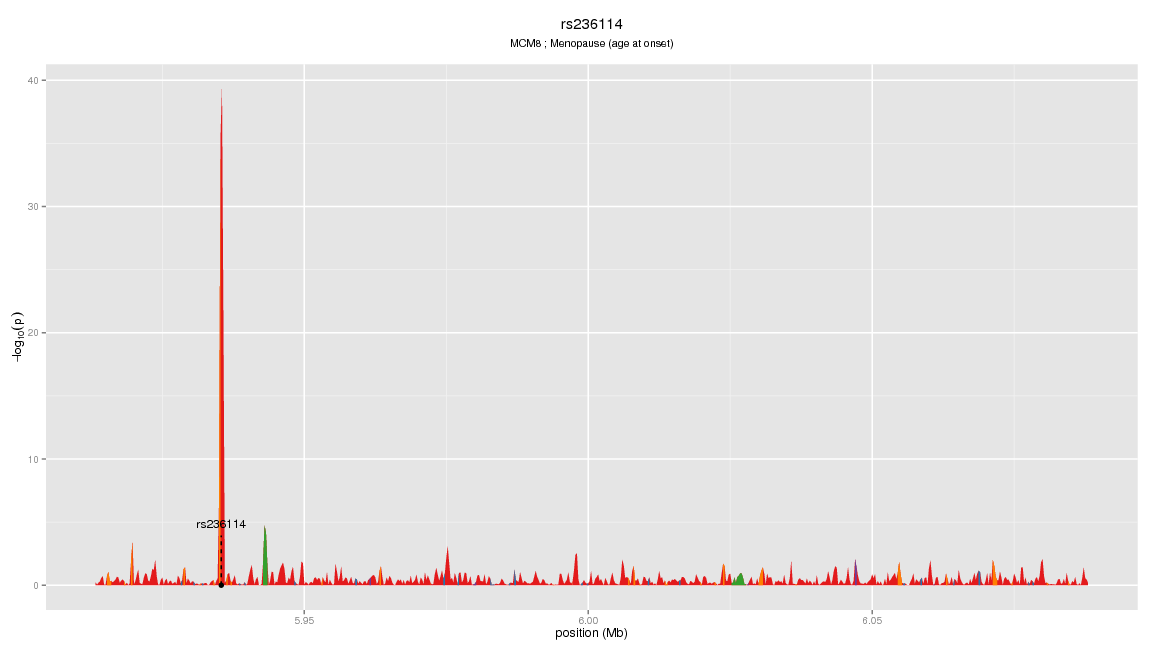 rs236114
MCM8 ; Menopause (age at onset)
40
30
20
10
0
−log10(p)
rs236114
5.95
6.00
6.05
position (Mb)